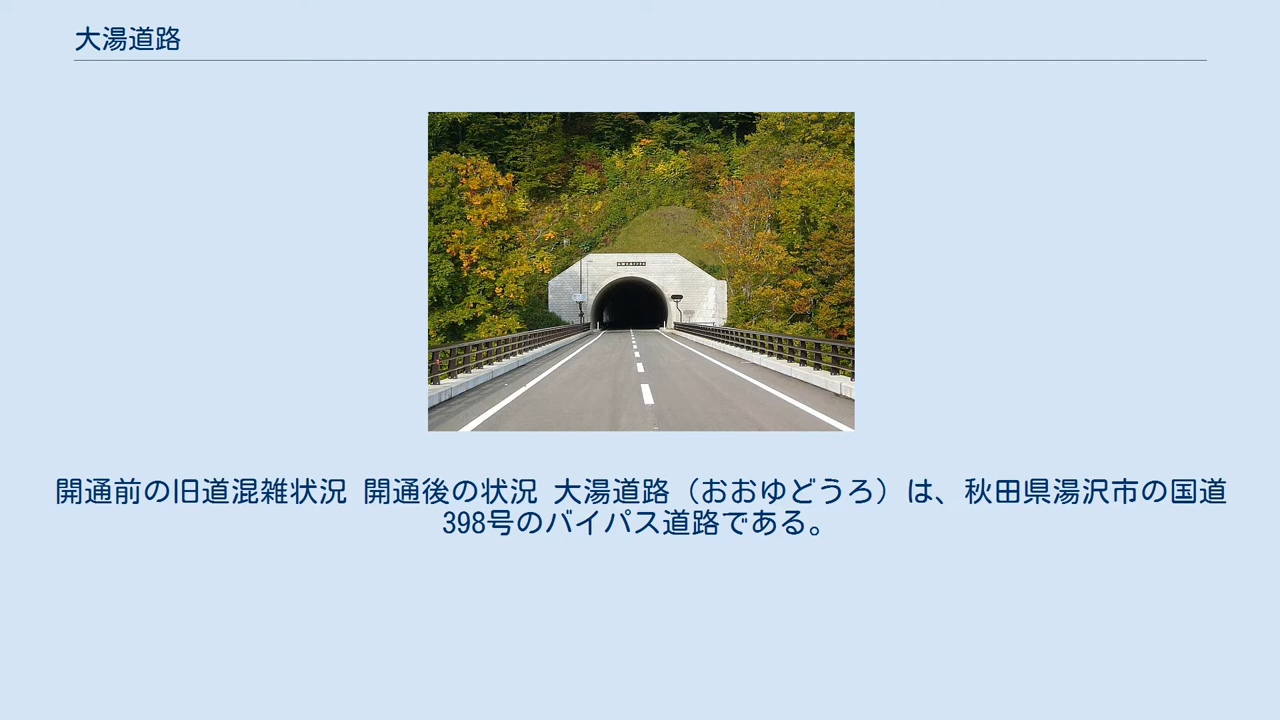 大湯道路
開通前の旧道混雑状況 開通後の状況 大湯道路（おおゆどうろ）は、秋田県湯沢市の国道
398号のバイパス道路である。